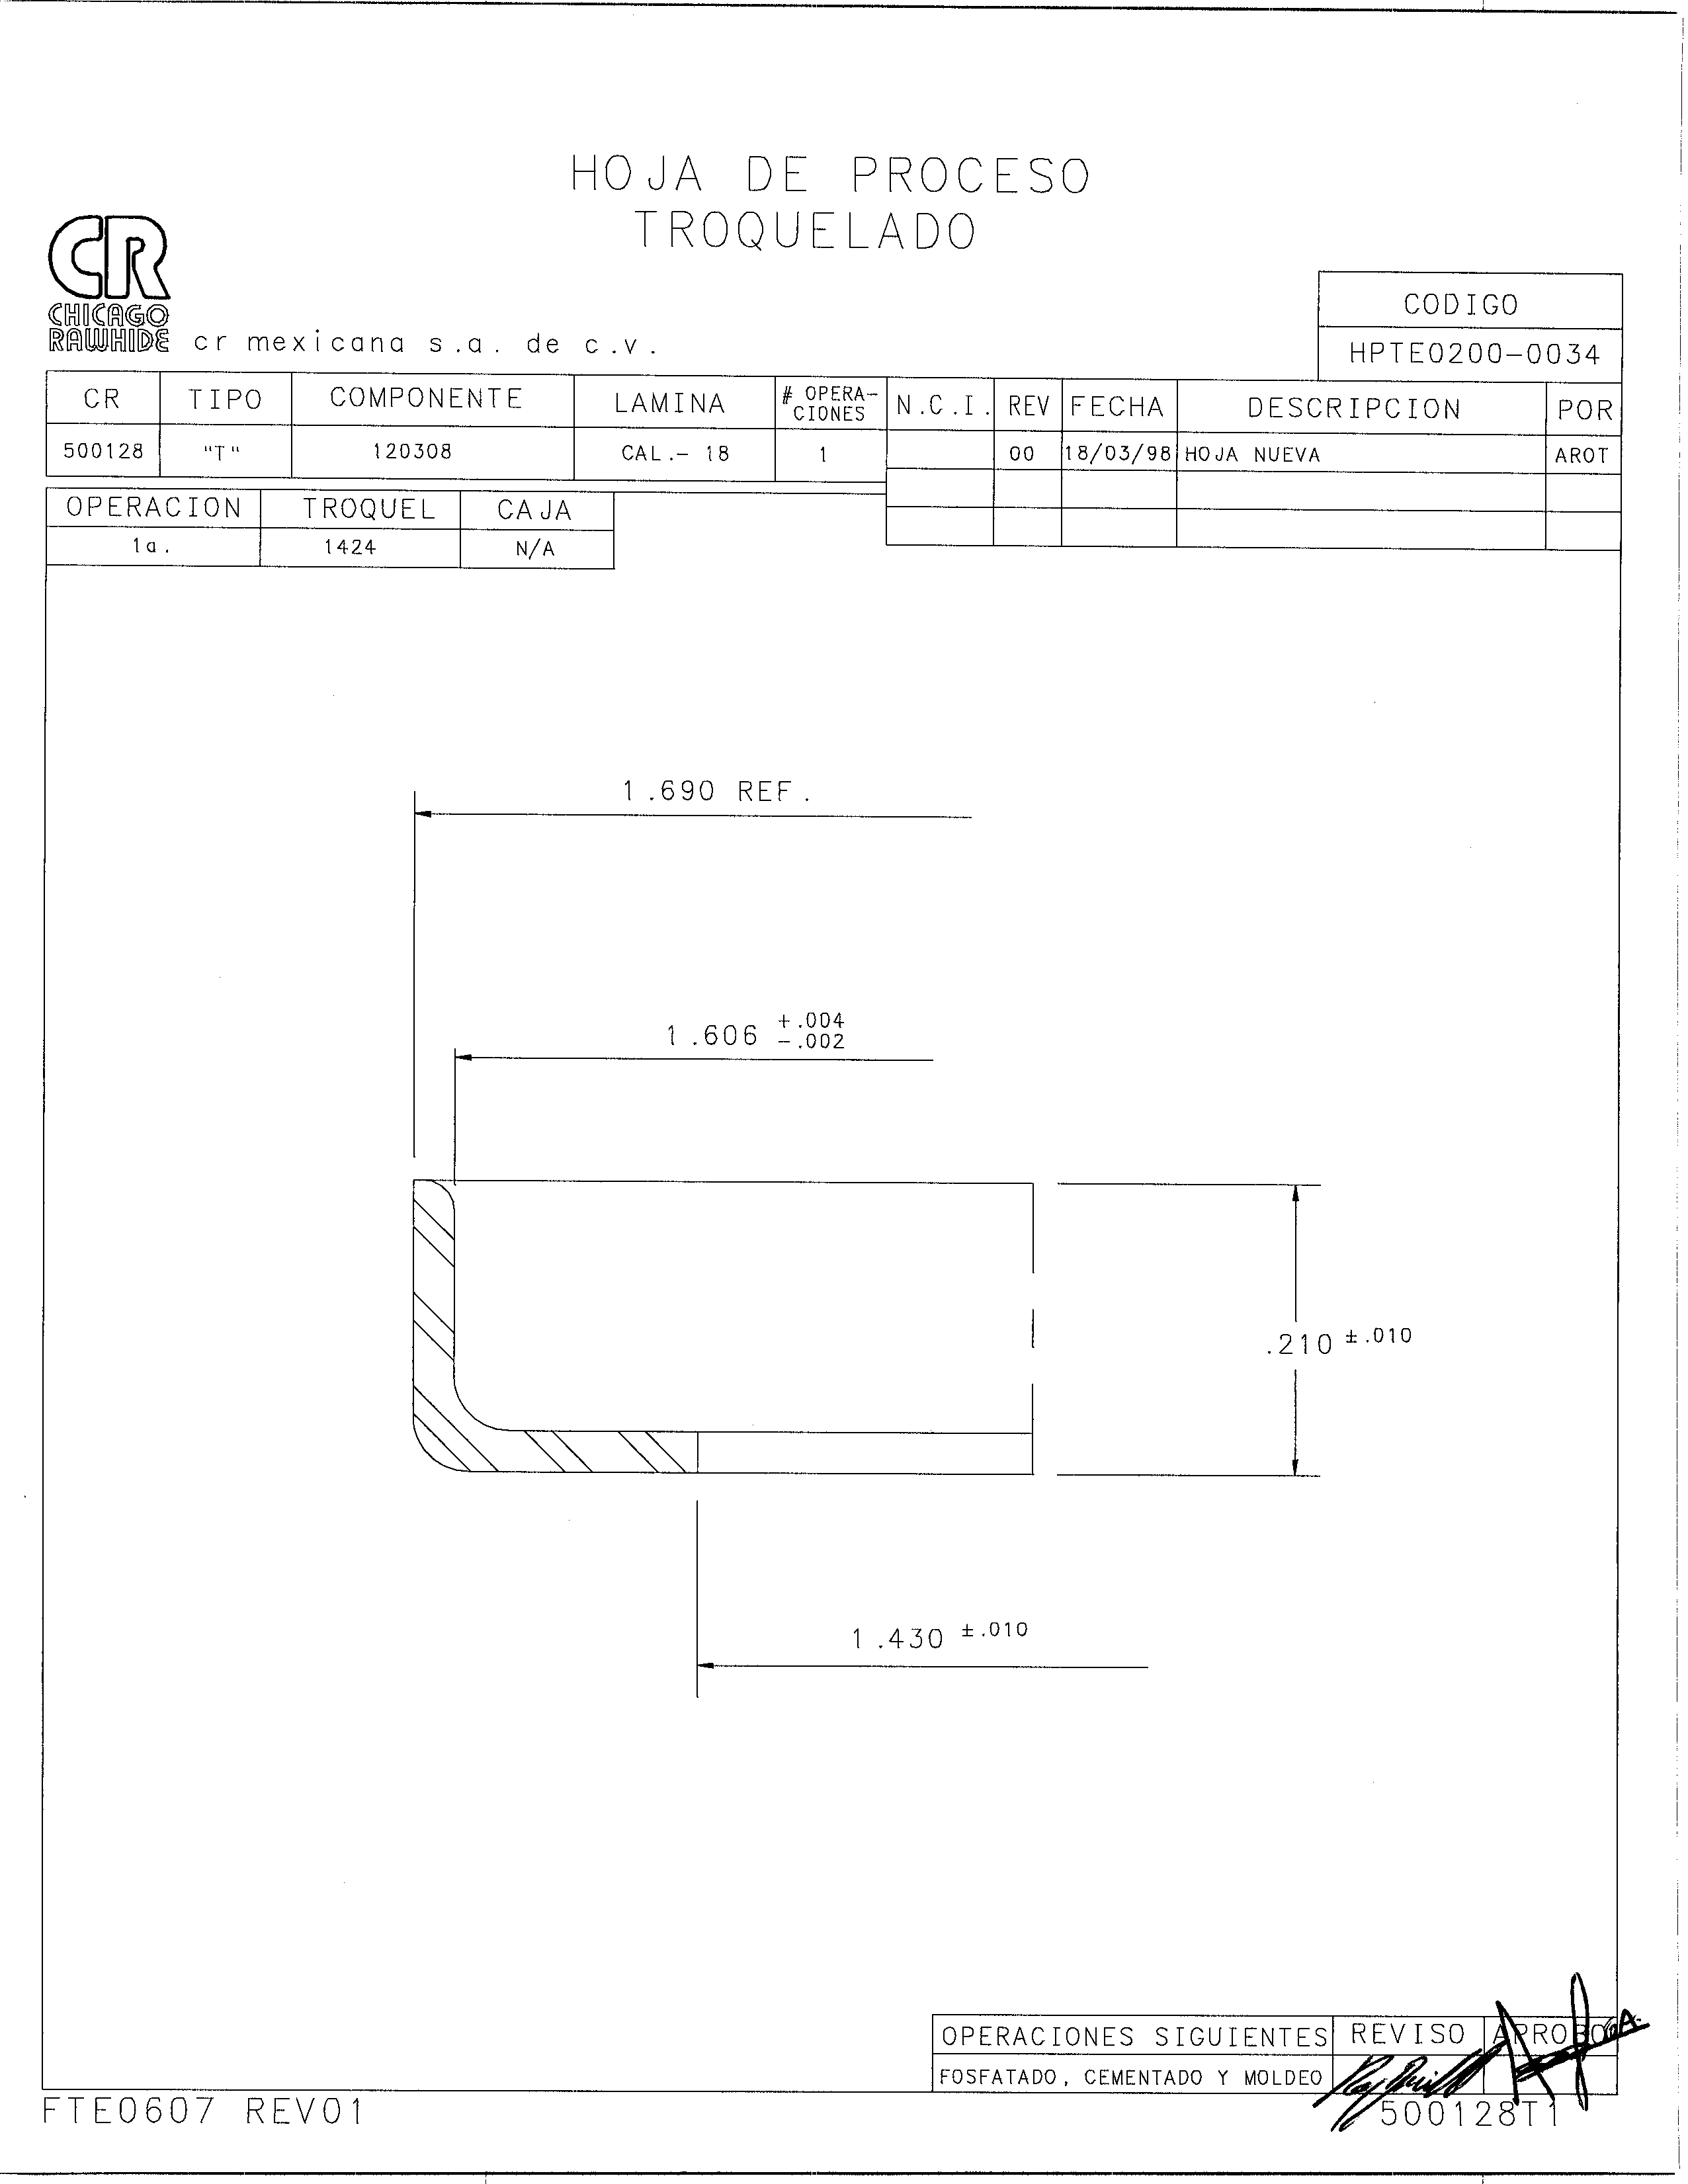 HOJA DE PROCESO
TROQUELADO
CR
CHICAGO
RAWHIDE
cr mexicana s.a. de c.v.
CODIGO
HPTE0200-0034
CR TIPO COMPONENTE LAMINA # OPERA-CIONES N.C.I. REV FECHA DESCRIPCION POR
500128 "T" 120308 CAL.- 18 1 00 18/03/98 HOJA NUEVA AROT
OPERACION TROQUEL CAJA
1a. 1424 N/A
1.690 REF.
1.606 +.004 -.002
.210 ±.010
1.430 ±.010
OPERACIONES SIGUIENTES REVISO APROBO
FOSFATADO, CEMENTADO Y MOLDEO
FTE0607 REV01
500128T1